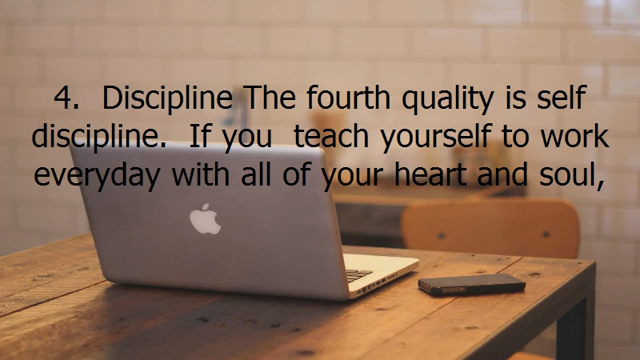 4.  Discipline The fourth quality is self
discipline.  If you  teach yourself to work
everyday with all of your heart and soul,